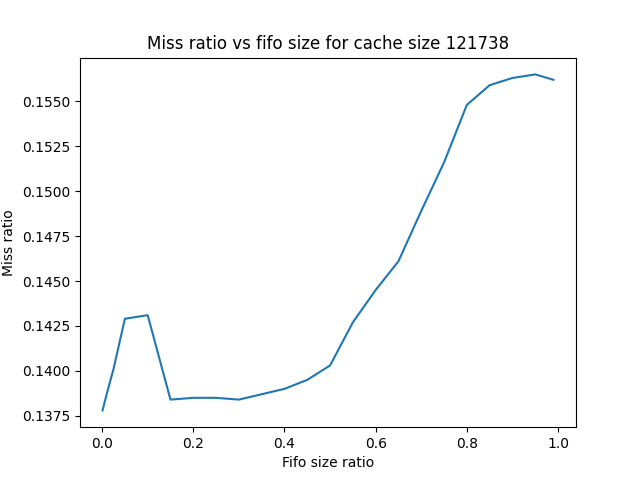 Miss ratio vs fifo size for cache size 121738
0.1550
0.1525
0.1500
0.1475
0.1450
0.1425
0.1400
0.1375
Miss ratio
0.0 0.2 0.4 0.6 0.8 1.0
Fifo size ratio